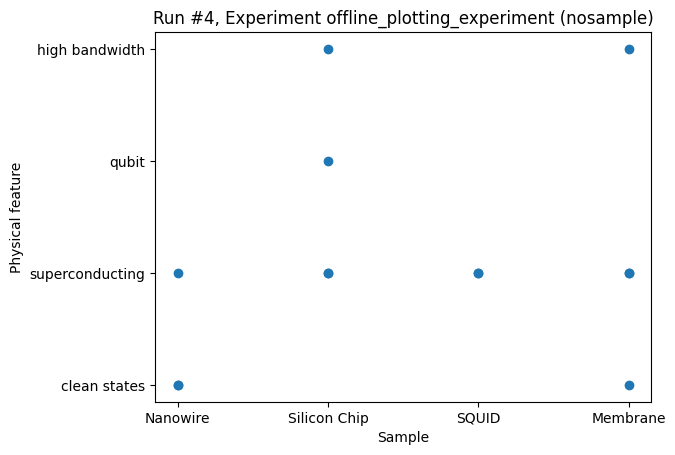 Run #4, Experiment offline_plotting_experiment (nosample)
high bandwidth
qubit
superconducting
clean states
Physical feature
Nanowire
Silicon Chip
SQUID
Membrane
Sample